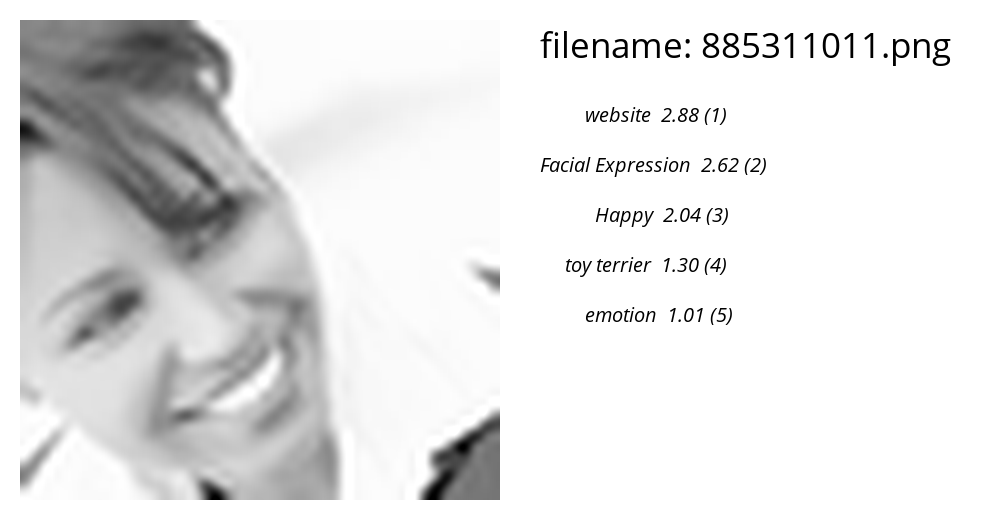 filename: 885311011.png
website 2.88 (1)
Facial Expression 2.62 (2)
Happy 2.04 (3)
toy terrier 1.30 (4)
emotion 1.01 (5)